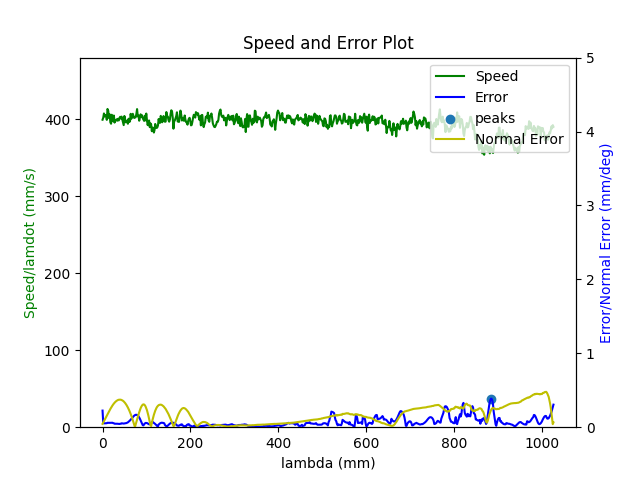 Speed and Error Plot
Speed
Error
peaks
Normal Error
Speed/lamdot (mm/s)
0
100
200
300
400
0
1
2
3
4
5
Error/Normal Error (mm/deg)
0
200
400
600
800
1000
lambda (mm)